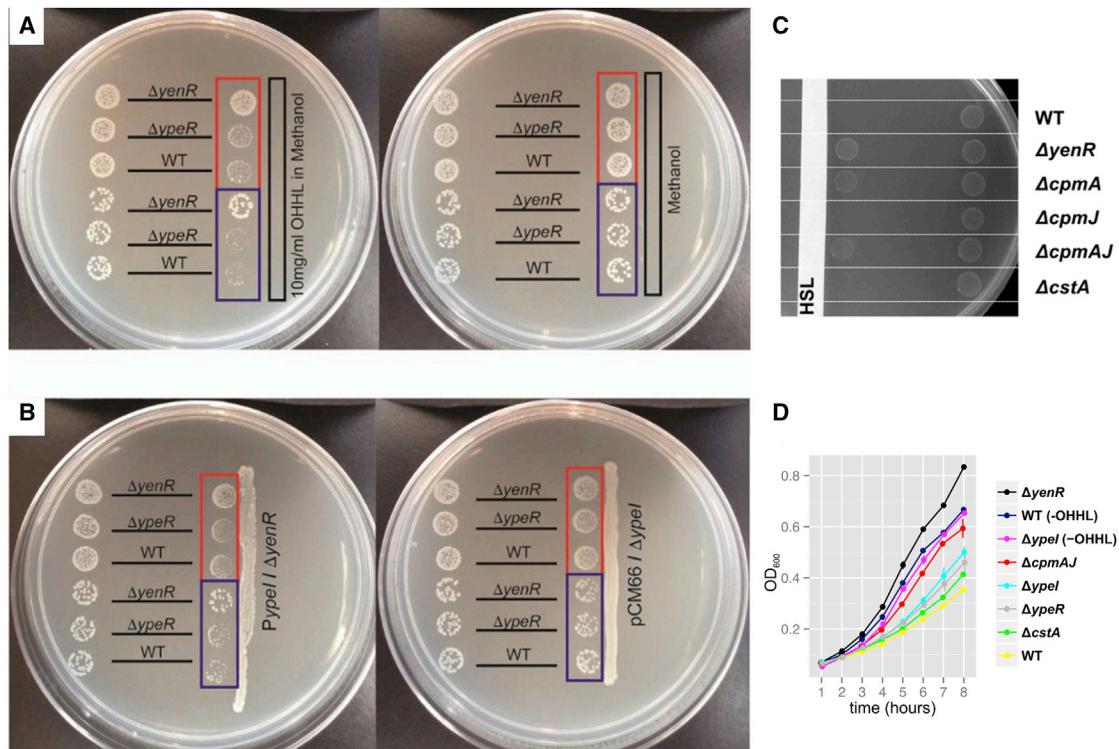 A
ΔyenR
ΔypeR
WT
ΔyenR
ΔypeR
WT
10mg/ml OHHL in Methanol
ΔyenR
ΔypeR
WT
ΔyenR
ΔypeR
WT
Methanol
B
ΔyenR
ΔypeR
WT
ΔyenR
ΔypeR
WT
PypeI / ΔyenR
ΔyenR
ΔypeR
WT
ΔyenR
ΔypeR
WT
pCM66 / ΔypeI
C
HSL
WT
ΔyenR
ΔcpmA
ΔcpmJ
ΔcpmAJ
ΔcstA
D
OD600
0.8
0.6
0.4
0.2
1 2 3 4 5 6 7 8
time (hours)
ΔyenR
WT (-OHHL)
ΔypeI (−OHHL)
ΔcpmAJ
ΔypeI
ΔypeR
ΔcstA
WT